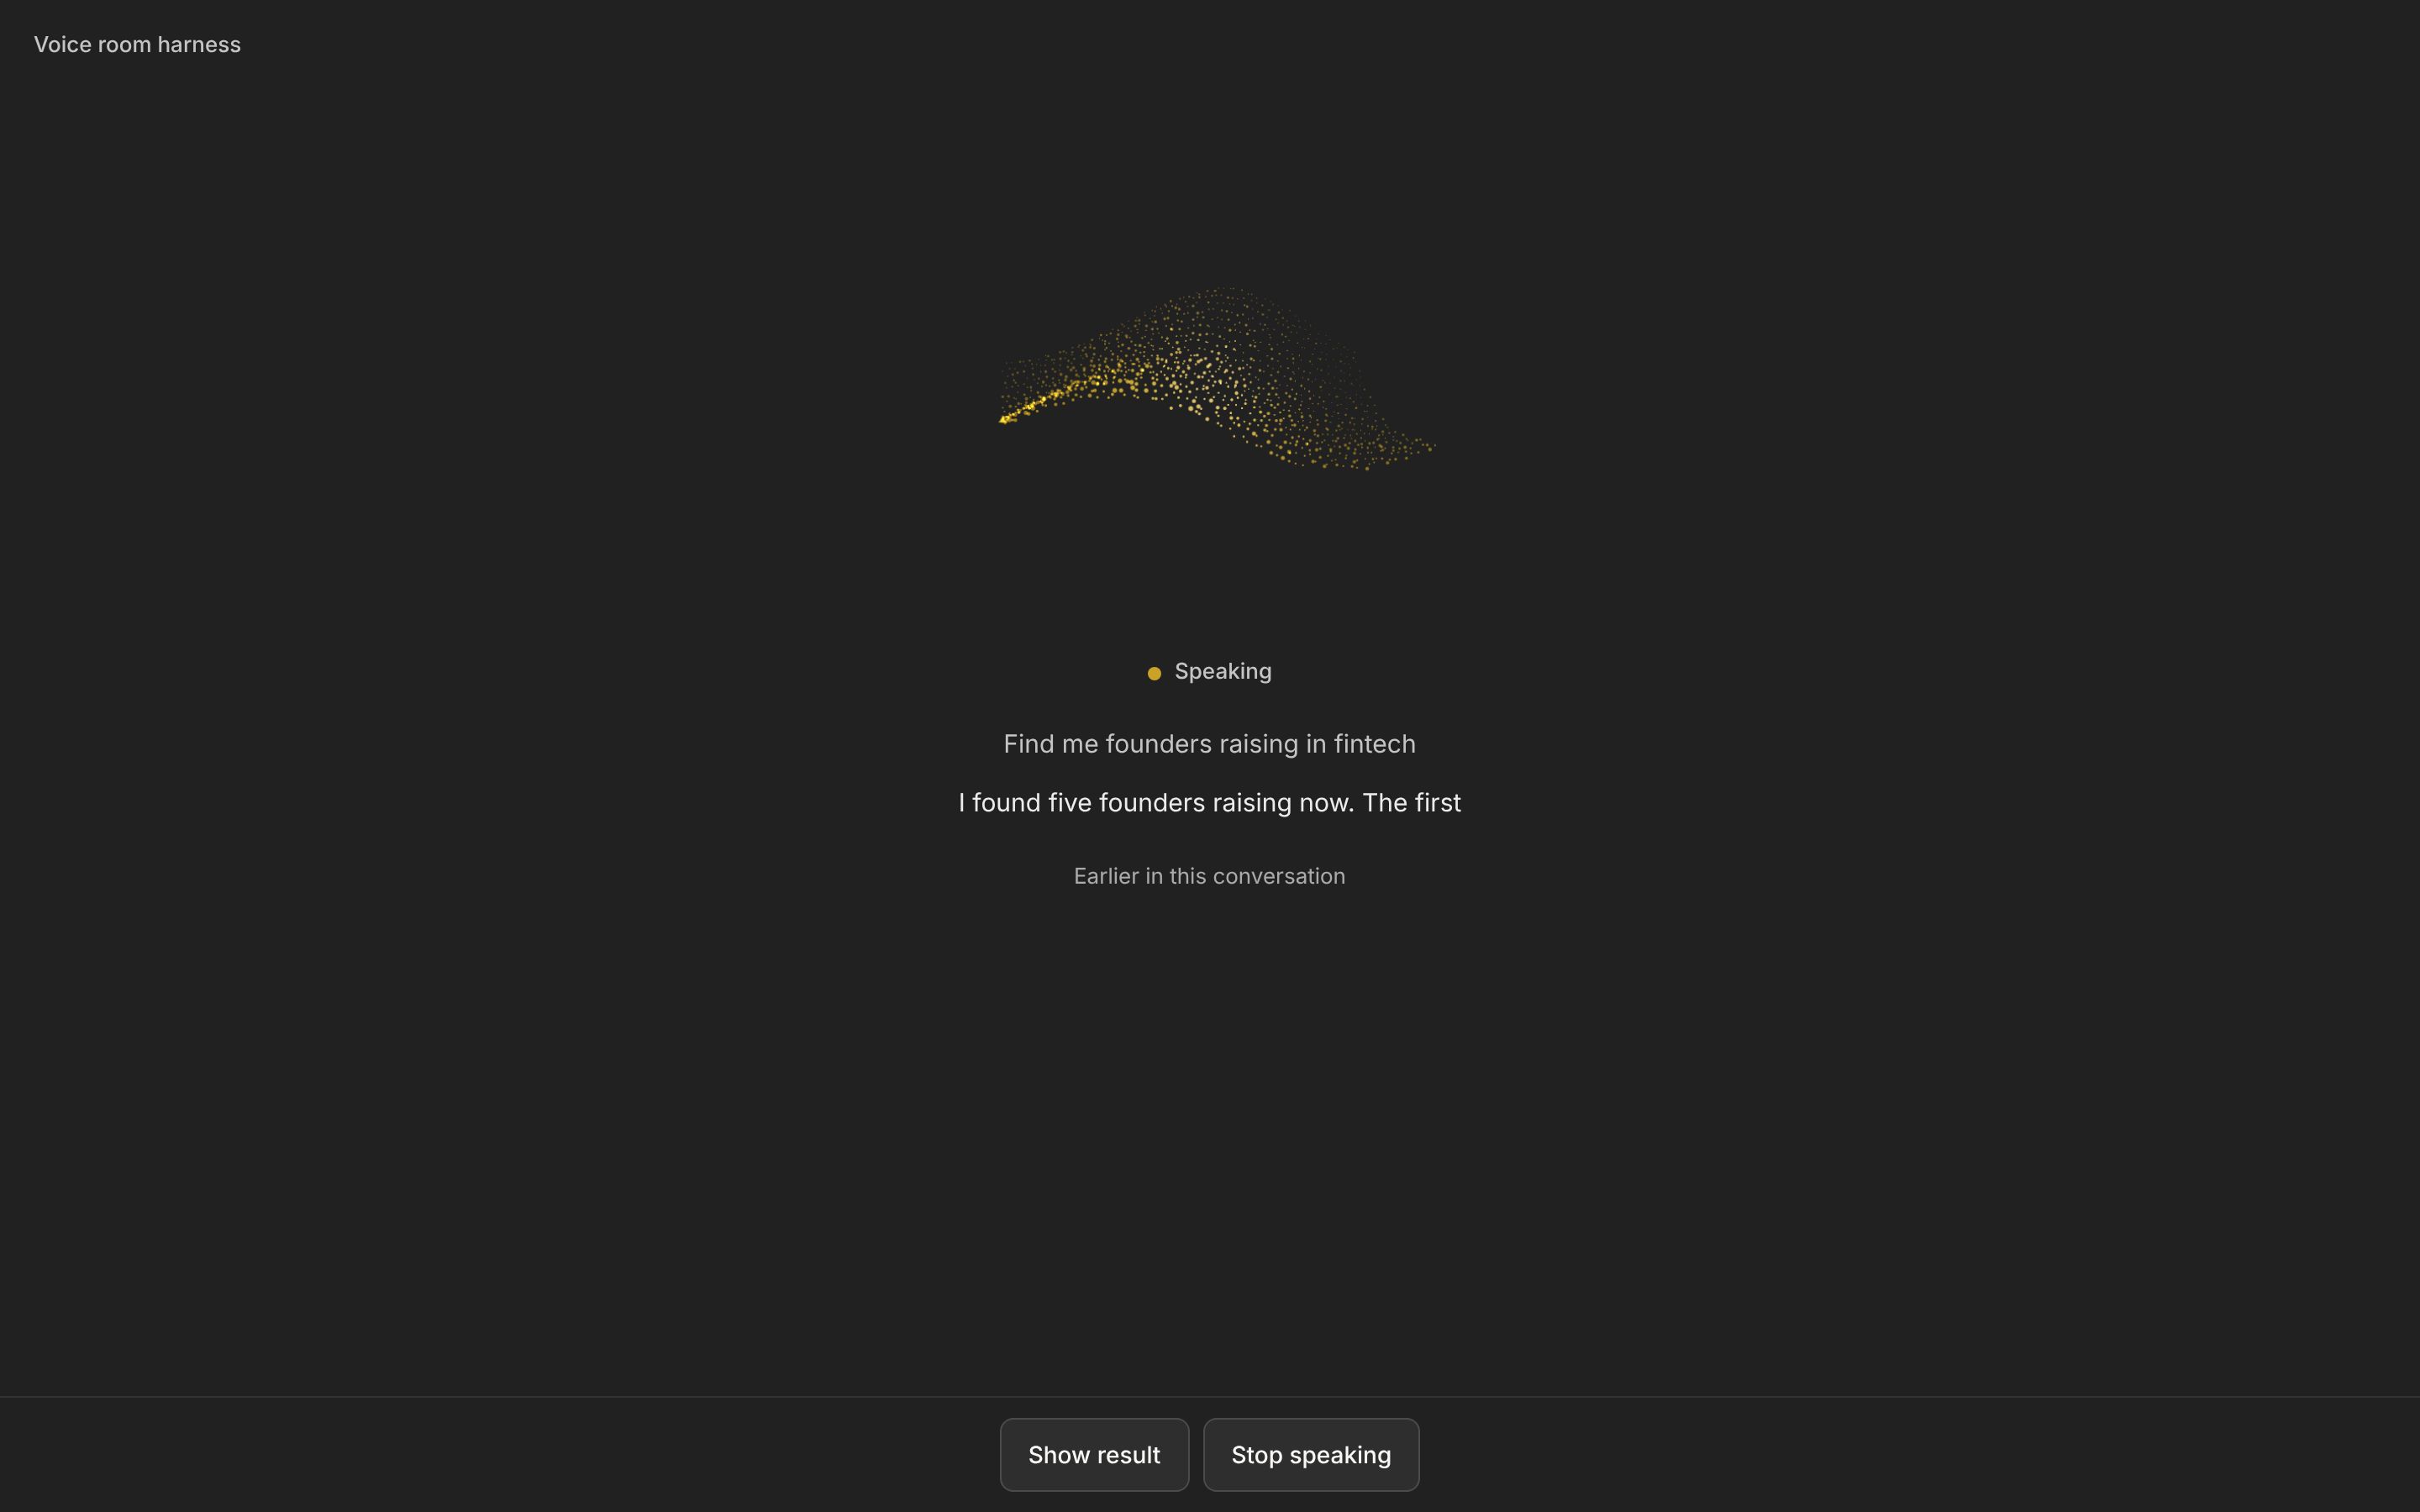 Voice room harness
Speaking
Find me founders raising in fintech
I found five founders raising now. The first
Earlier in this conversation
Show result
Stop speaking